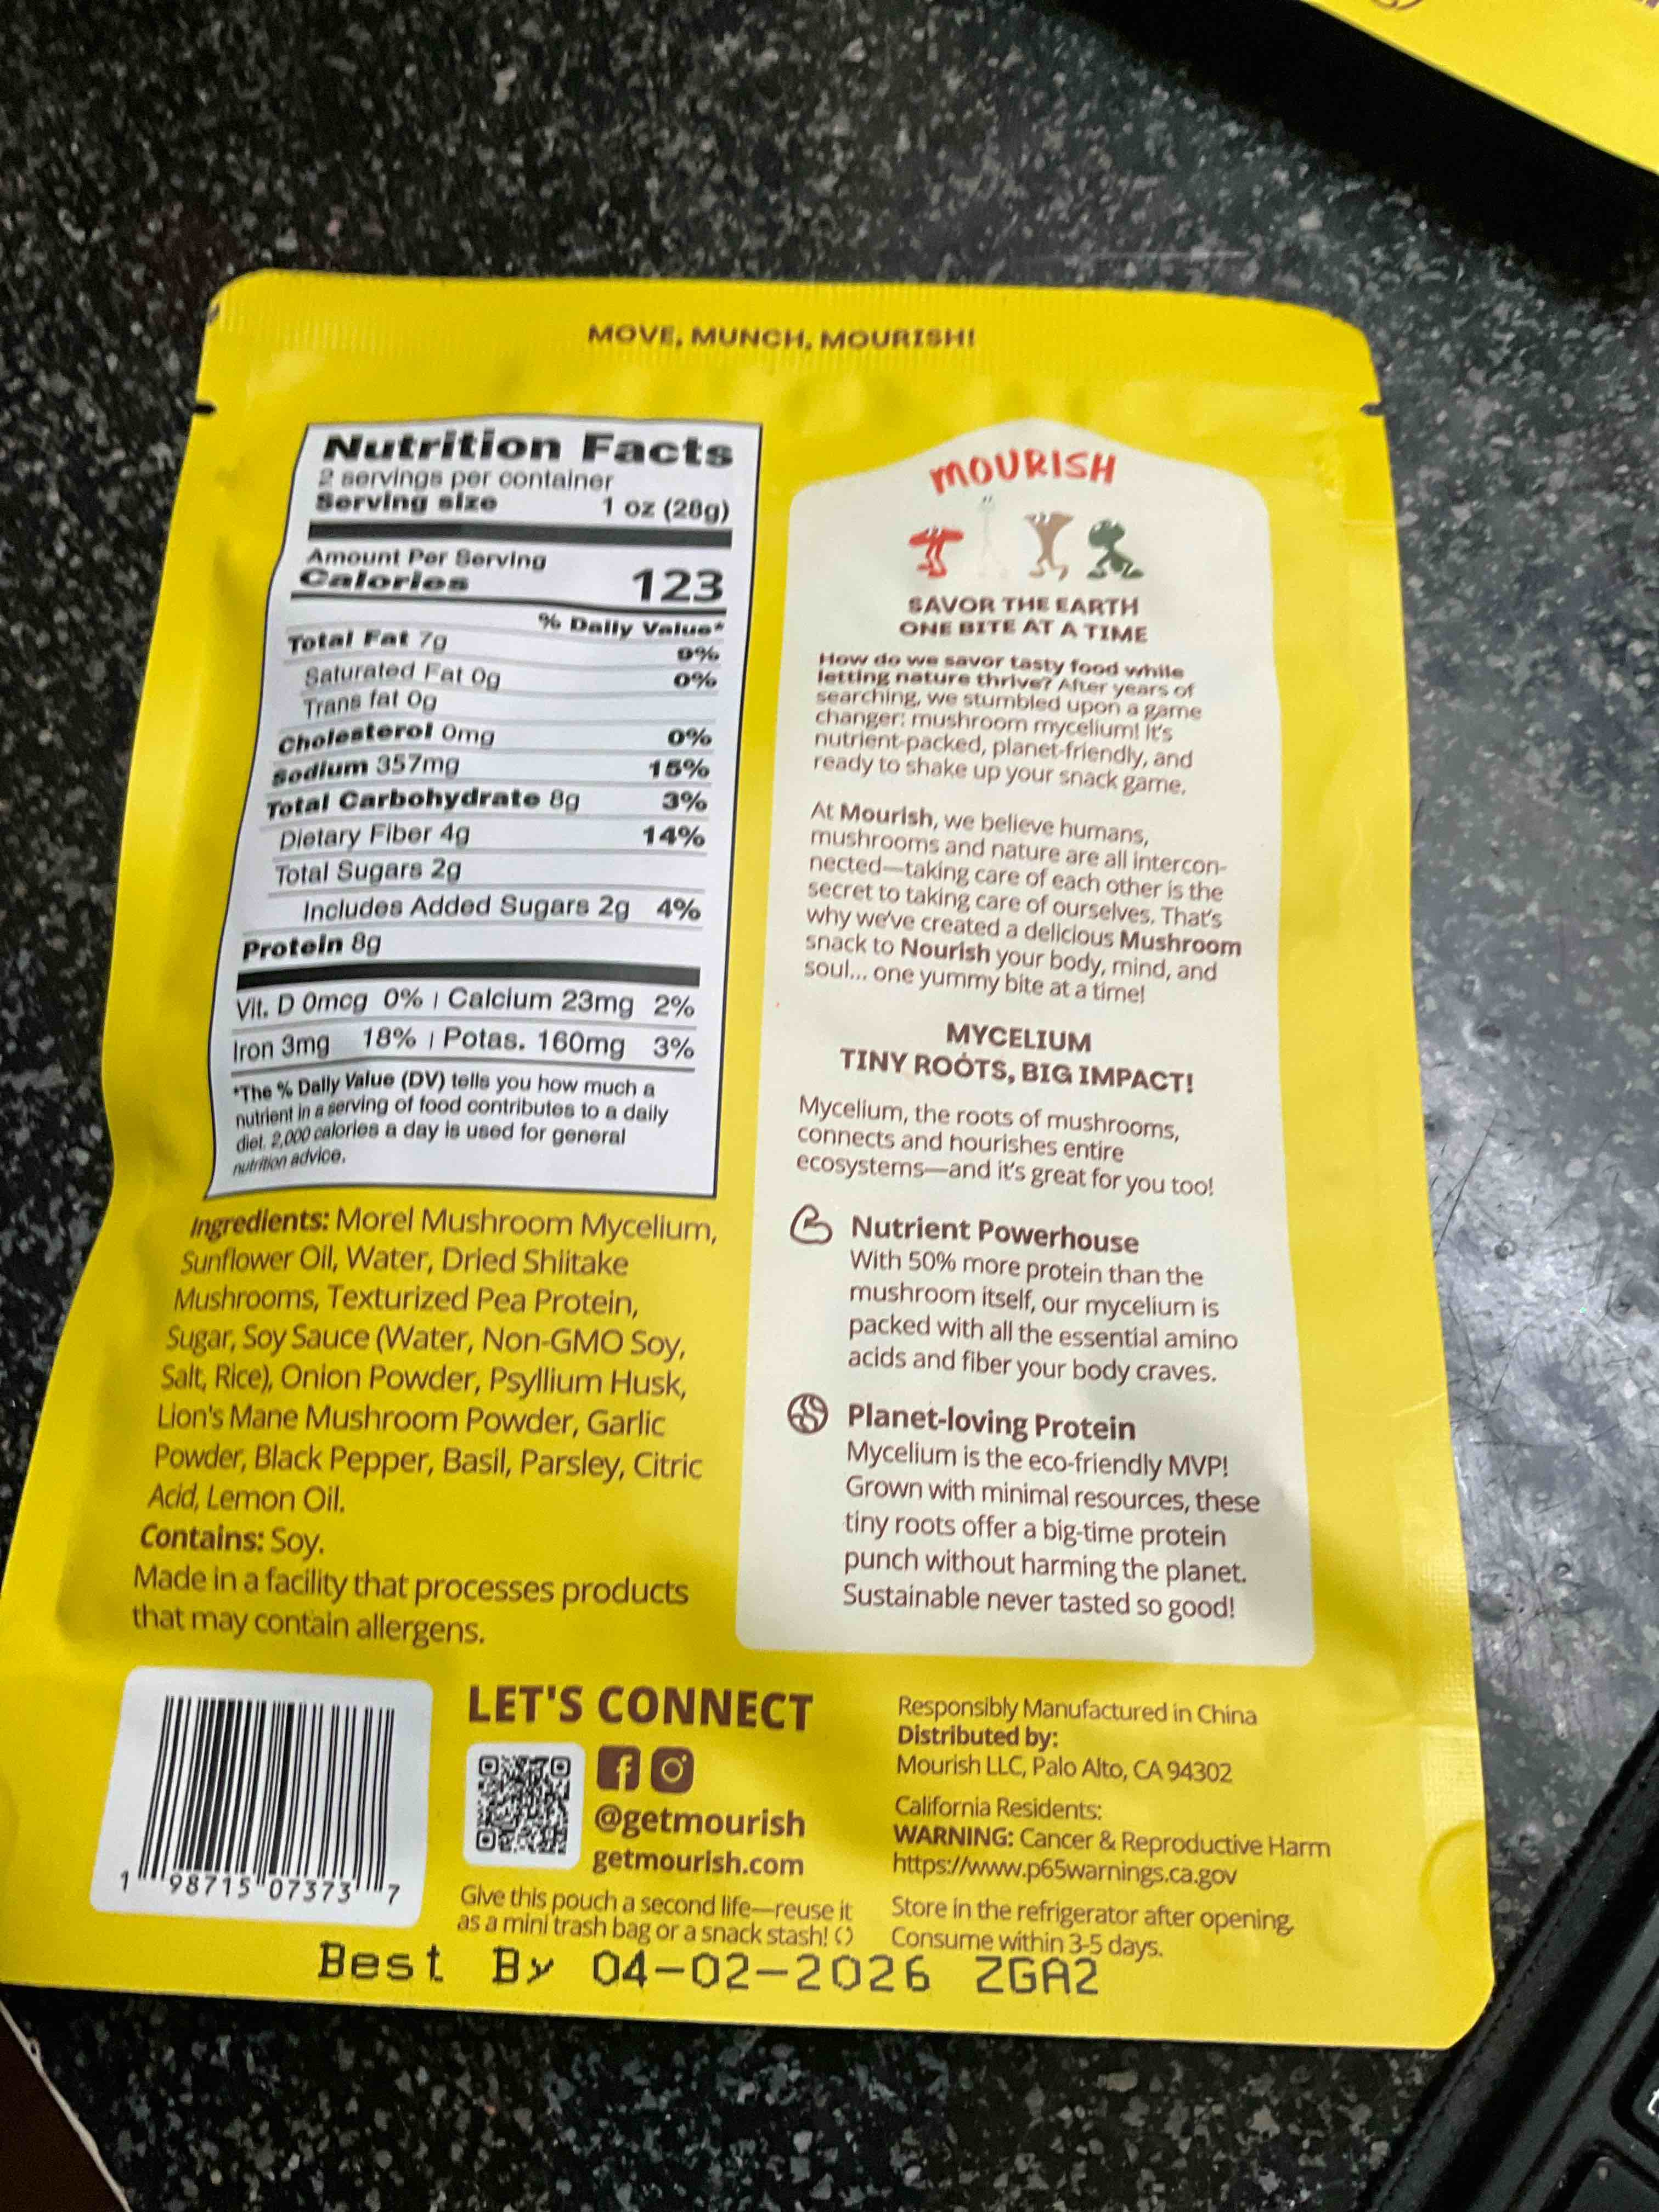 MOVE, MUNCH, MOURISH!
Nutrition Facts
2 servings per container
Serving size 1 oz (28g)
Amount Per Serving
Calories 123
% Daily Value*
Total Fat 7g 9%
Saturated Fat 0g 0%
Trans fat 0g
Cholesterol 0mg 0%
Sodium 357mg 15%
Total Carbohydrate 8g 3%
Dietary Fiber 4g 14%
Total Sugars 2g
Includes Added Sugars 2g 4%
Protein 8g
Vit. D 0mcg 0% | Calcium 23mg 2%
Iron 3mg 18% | Potas. 160mg 3%
*The % Daily Value (DV) tells you how much a
nutrient in a serving of food contributes to a daily
diet. 2,000 calories a day is used for general
nutrition advice.
Ingredients: Morel Mushroom Mycelium,
Sunflower Oil, Water, Dried Shiitake
Mushrooms, Texturized Pea Protein,
Sugar, Soy Sauce (Water, Non-GMO Soy,
Salt, Rice), Onion Powder, Psyllium Husk,
Lion's Mane Mushroom Powder, Garlic
Powder, Black Pepper, Basil, Parsley, Citric
Acid, Lemon Oil.
Contains: Soy.
Made in a facility that processes products
that may contain allergens.
MOURISH
SAVOR THE EARTH
ONE BITE AT A TIME
How do we savor tasty food while
letting nature thrive? After years of
searching, we stumbled upon a game
changer: mushroom mycelium! It's
nutrient-packed, planet-friendly, and
ready to shake up your snack game.
At Mourish, we believe humans,
mushrooms and nature are all intercon-
nected—taking care of each other is the
secret to taking care of ourselves. That's
why we've created a delicious Mushroom
snack to Nourish your body, mind, and
soul... one yummy bite at a time!
MYCELIUM
TINY ROOTS, BIG IMPACT!
Mycelium, the roots of mushrooms,
connects and nourishes entire
ecosystems—and it's great for you too!
Nutrient Powerhouse
With 50% more protein than the
mushroom itself, our mycelium is
packed with all the essential amino
acids and fiber your body craves.
Planet-loving Protein
Mycelium is the eco-friendly MVP!
Grown with minimal resources, these
tiny roots offer a big-time protein
punch without harming the planet.
Sustainable never tasted so good!
1 98715 07373 7
LET'S CONNECT
@getmourish
getmourish.com
Give this pouch a second life—reuse it
as a mini trash bag or a snack stash!
Responsibly Manufactured in China
Distributed by:
Mourish LLC, Palo Alto, CA 94302
California Residents:
WARNING: Cancer & Reproductive Harm
https://www.p65warnings.ca.gov
Store in the refrigerator after opening.
Consume within 3-5 days.
Best By 04-02-2026 ZGA2